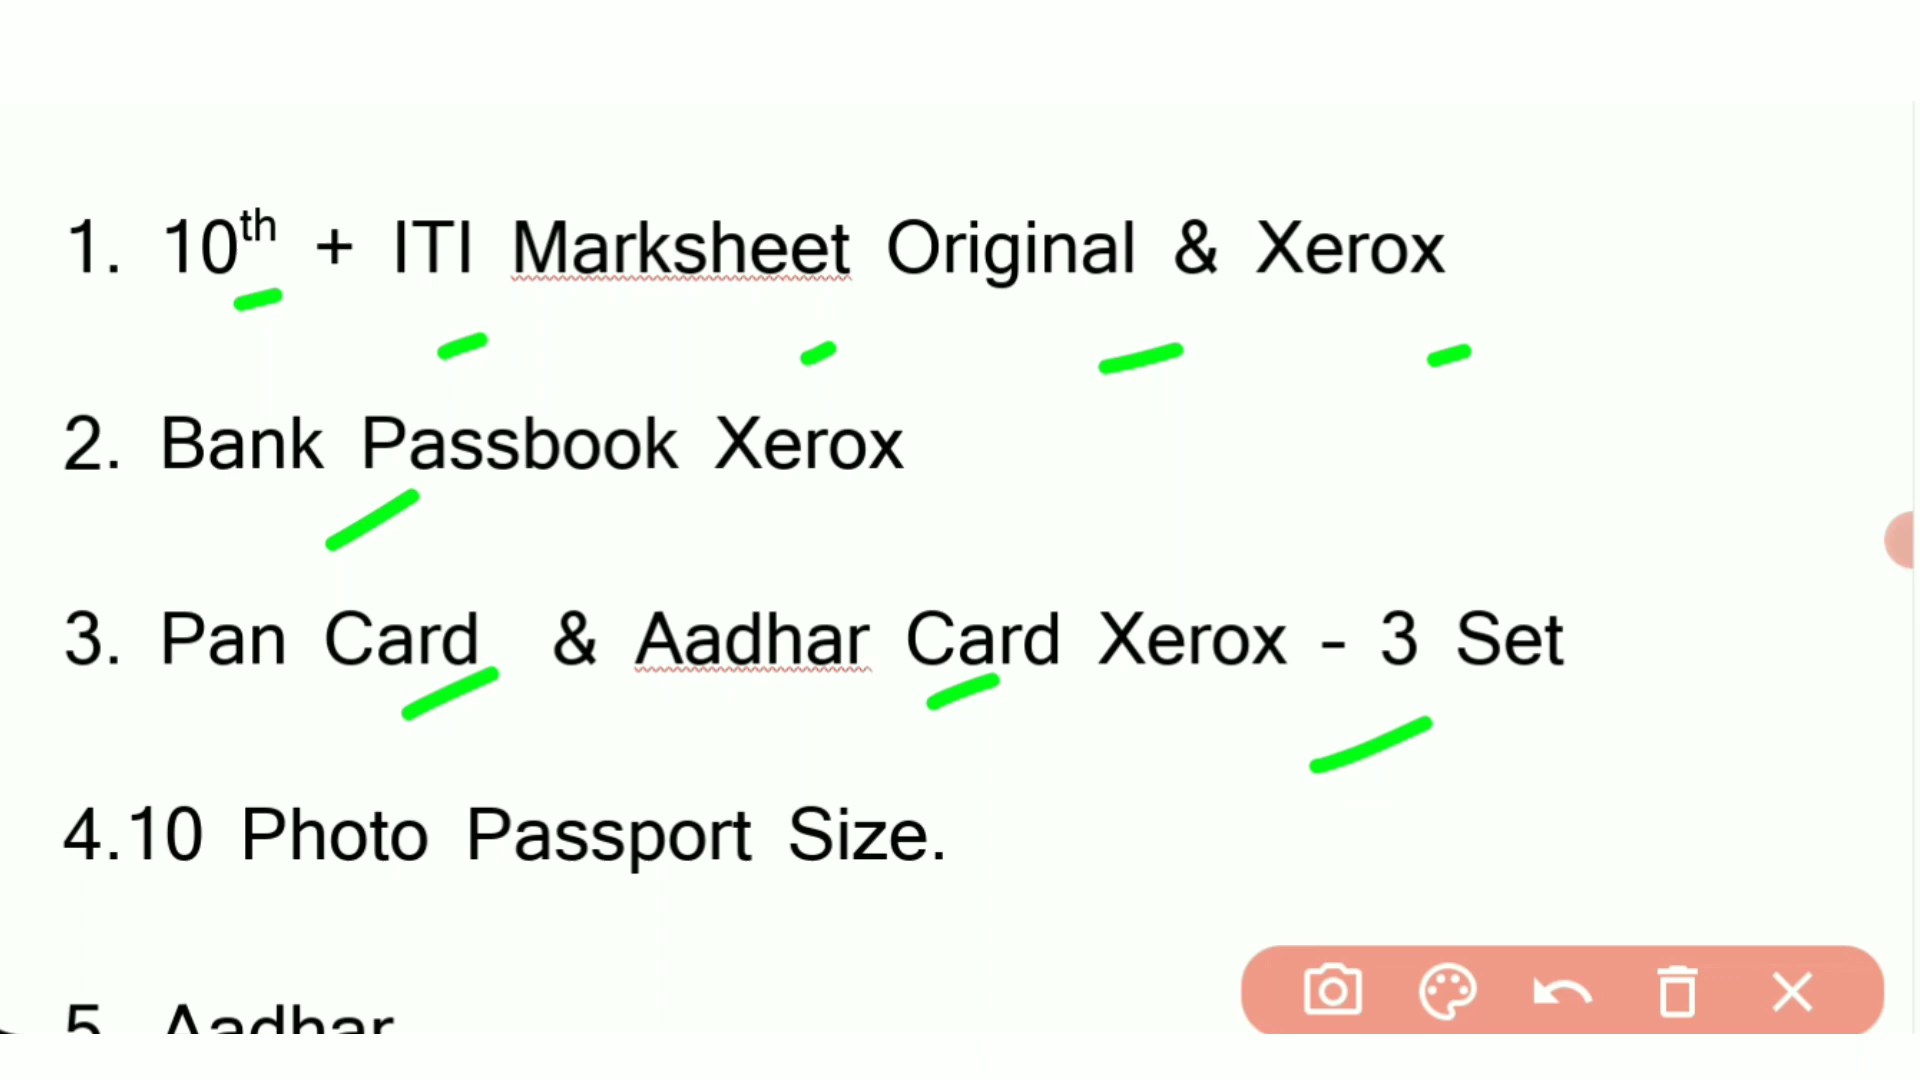 1. 10th + ITI Marksheet Original & Xerox
2. Bank Passbook Xerox
3. Pan Card & Aadhar Card Xerox - 3 Set
4.10 Photo Passport Size.
5. Aadhar